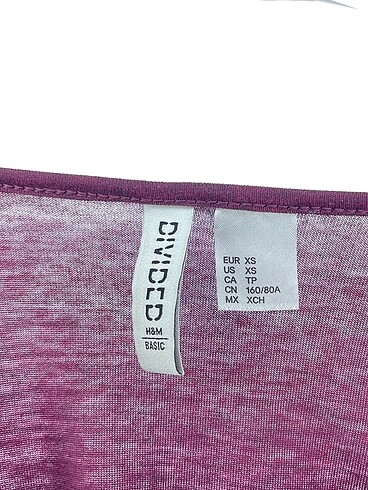 DIVIDED
H&M
BASIC
EUR XS
US XS
CA TP
CN 160/80A
MX XCH